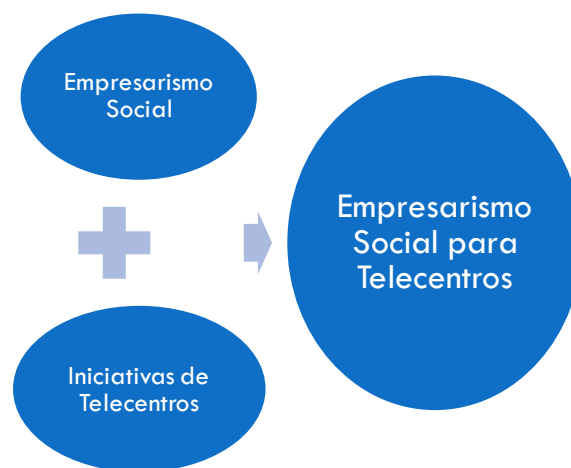 Empresarismo
Social
Iniciativas de
Telecentros
Empresarismo
Social para
Telecentros